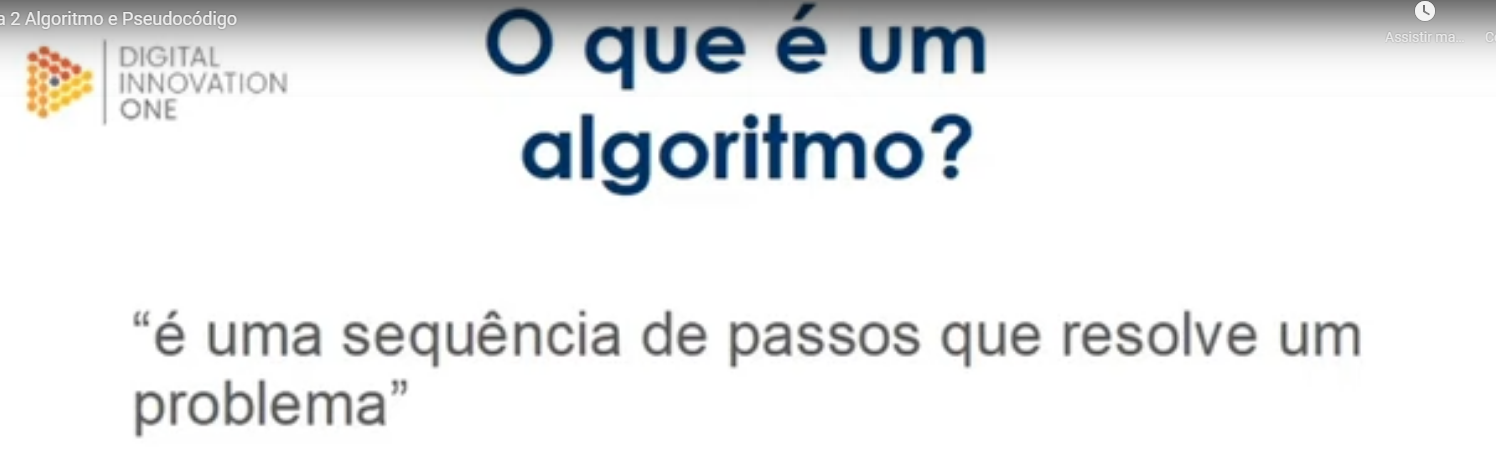 a 2 Algoritmo e Pseudocódigo
Assistir ma...
DIGITAL
INNOVATION
ONE
O que é um
algoritmo?
“é uma sequência de passos que resolve um
problema”